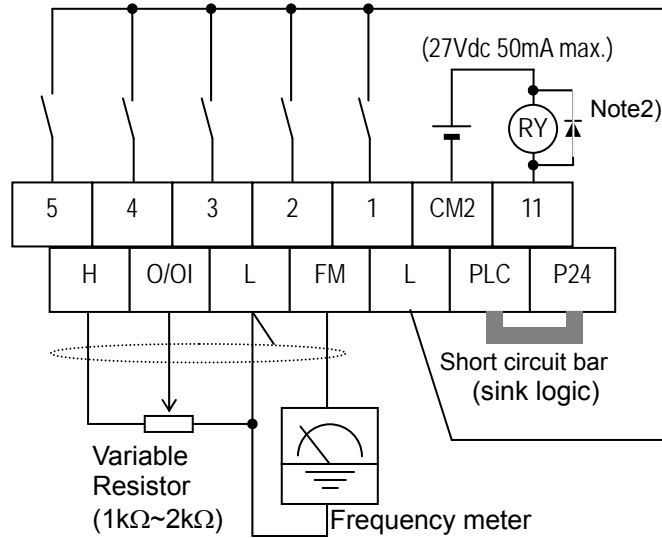 (27Vdc 50mA max.)
RY
Note2)
5 4 3 2 1 CM2 11
H O/OI L FM L PLC P24
Short circuit bar
(sink logic)
Variable
Resistor
(1kΩ~2kΩ)
Frequency meter